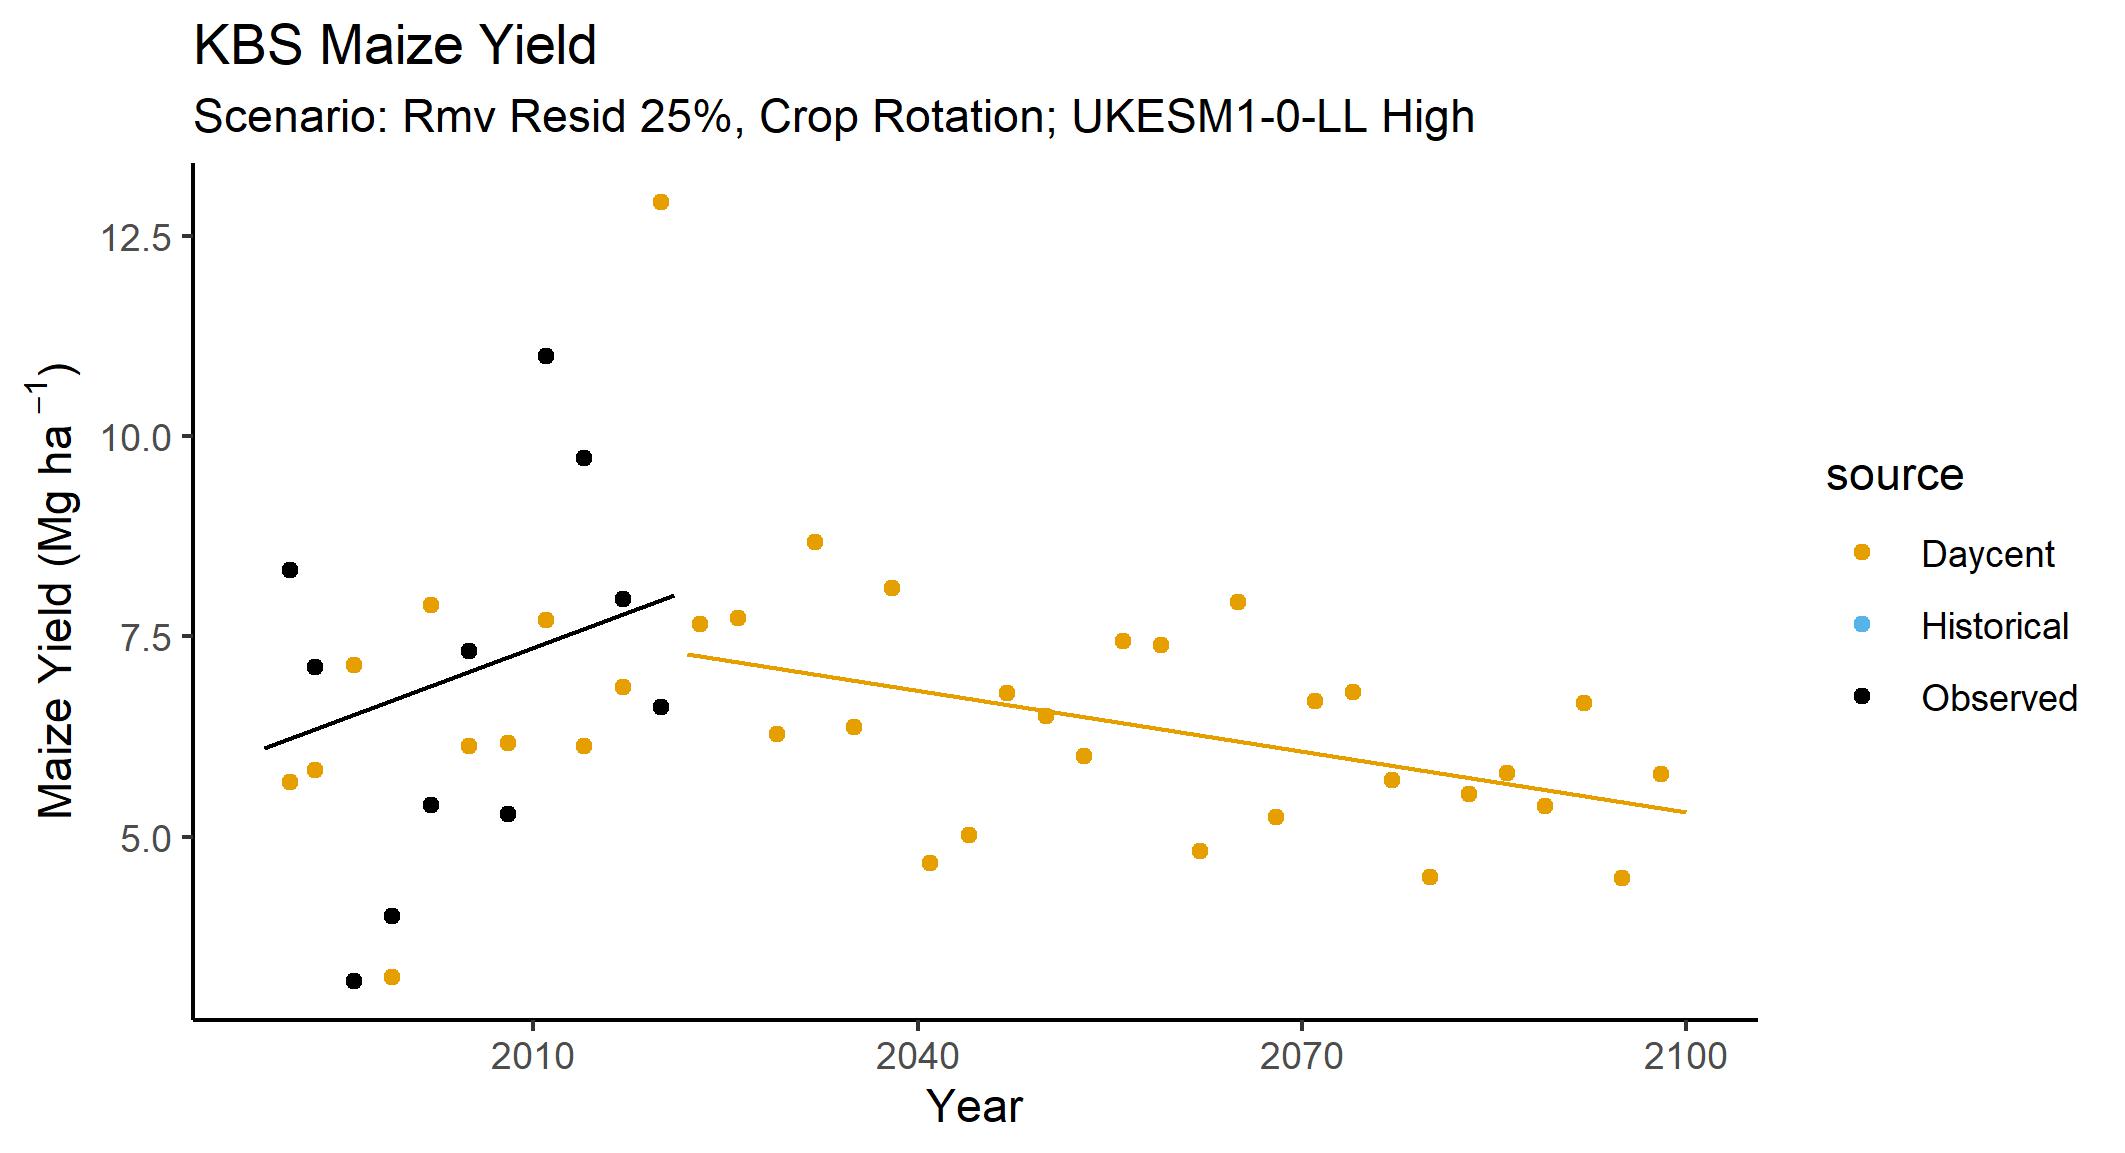 KBS Maize Yield
Scenario: Rmv Resid 25%, Crop Rotation; UKESM1-0-LL High
Maize Yield (Mg ha −1)
12.5
10.0
7.5
5.0
2010 2040 2070 2100
Year
source
Daycent
Historical
Observed